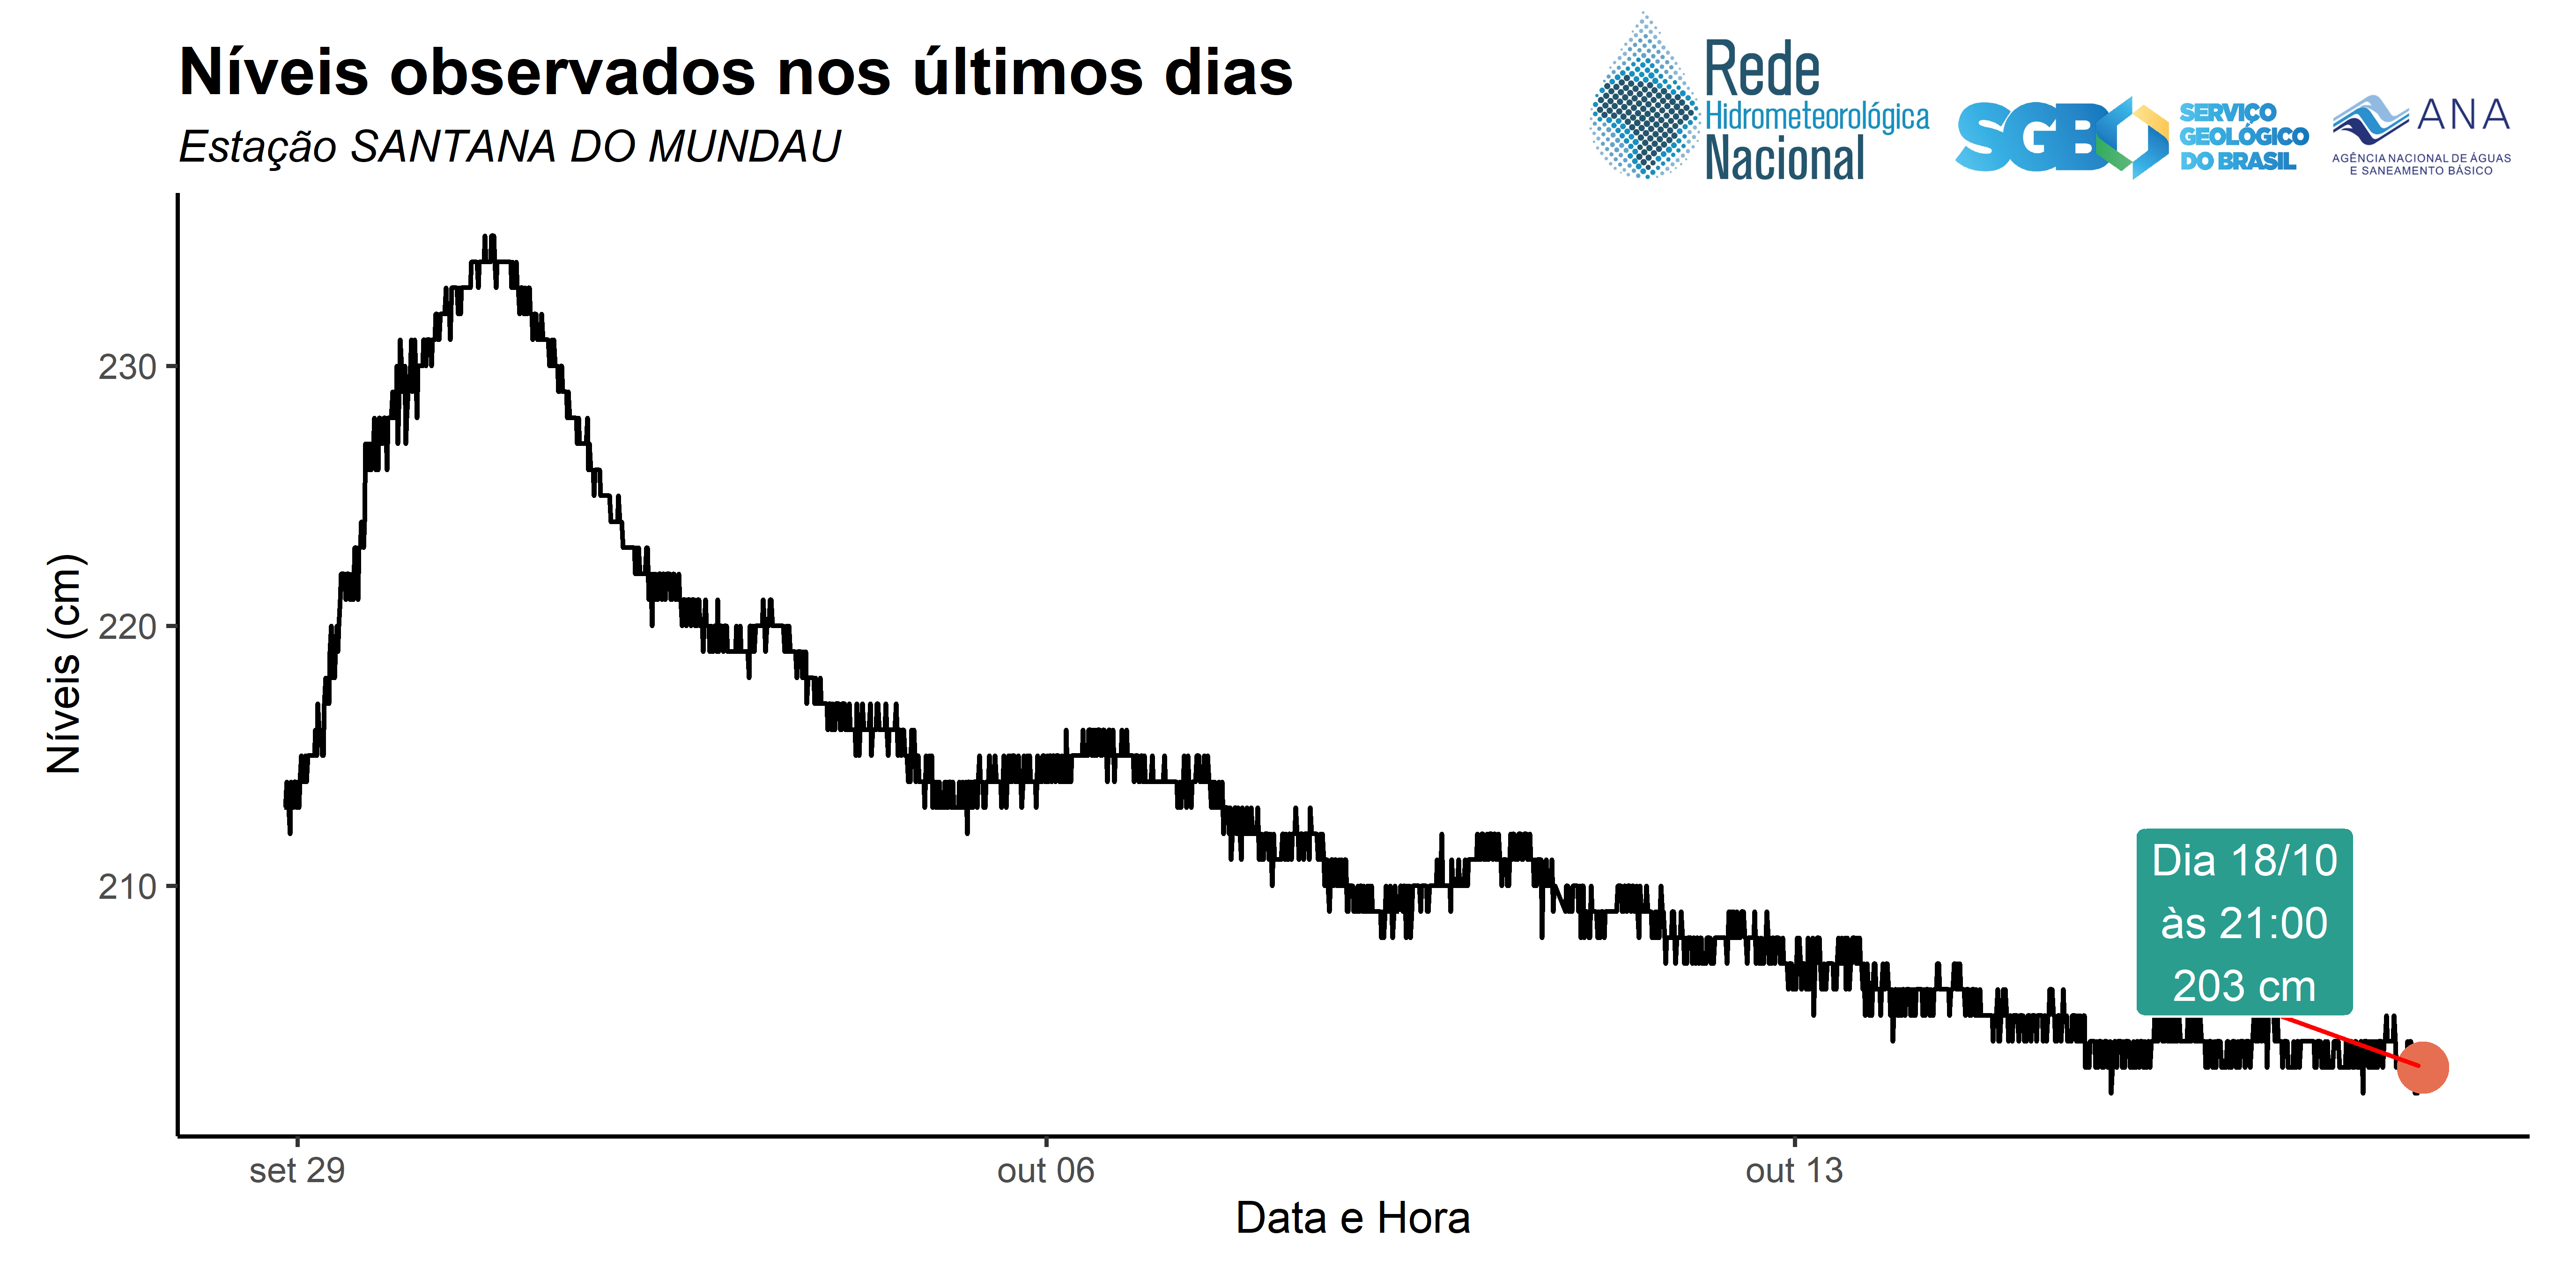 Níveis observados nos últimos dias
Estação SANTANA DO MUNDAU
Rede
Hidrometeorológica
Nacional
SGB
SERVIÇO
GEOLÓGICO
DO BRASIL
ANA
AGÊNCIA NACIONAL DE ÁGUAS
E SANEAMENTO BÁSICO
Níveis (cm)
230
220
210
Dia 18/10
às 21:00
203 cm
set 29
out 06
out 13
Data e Hora